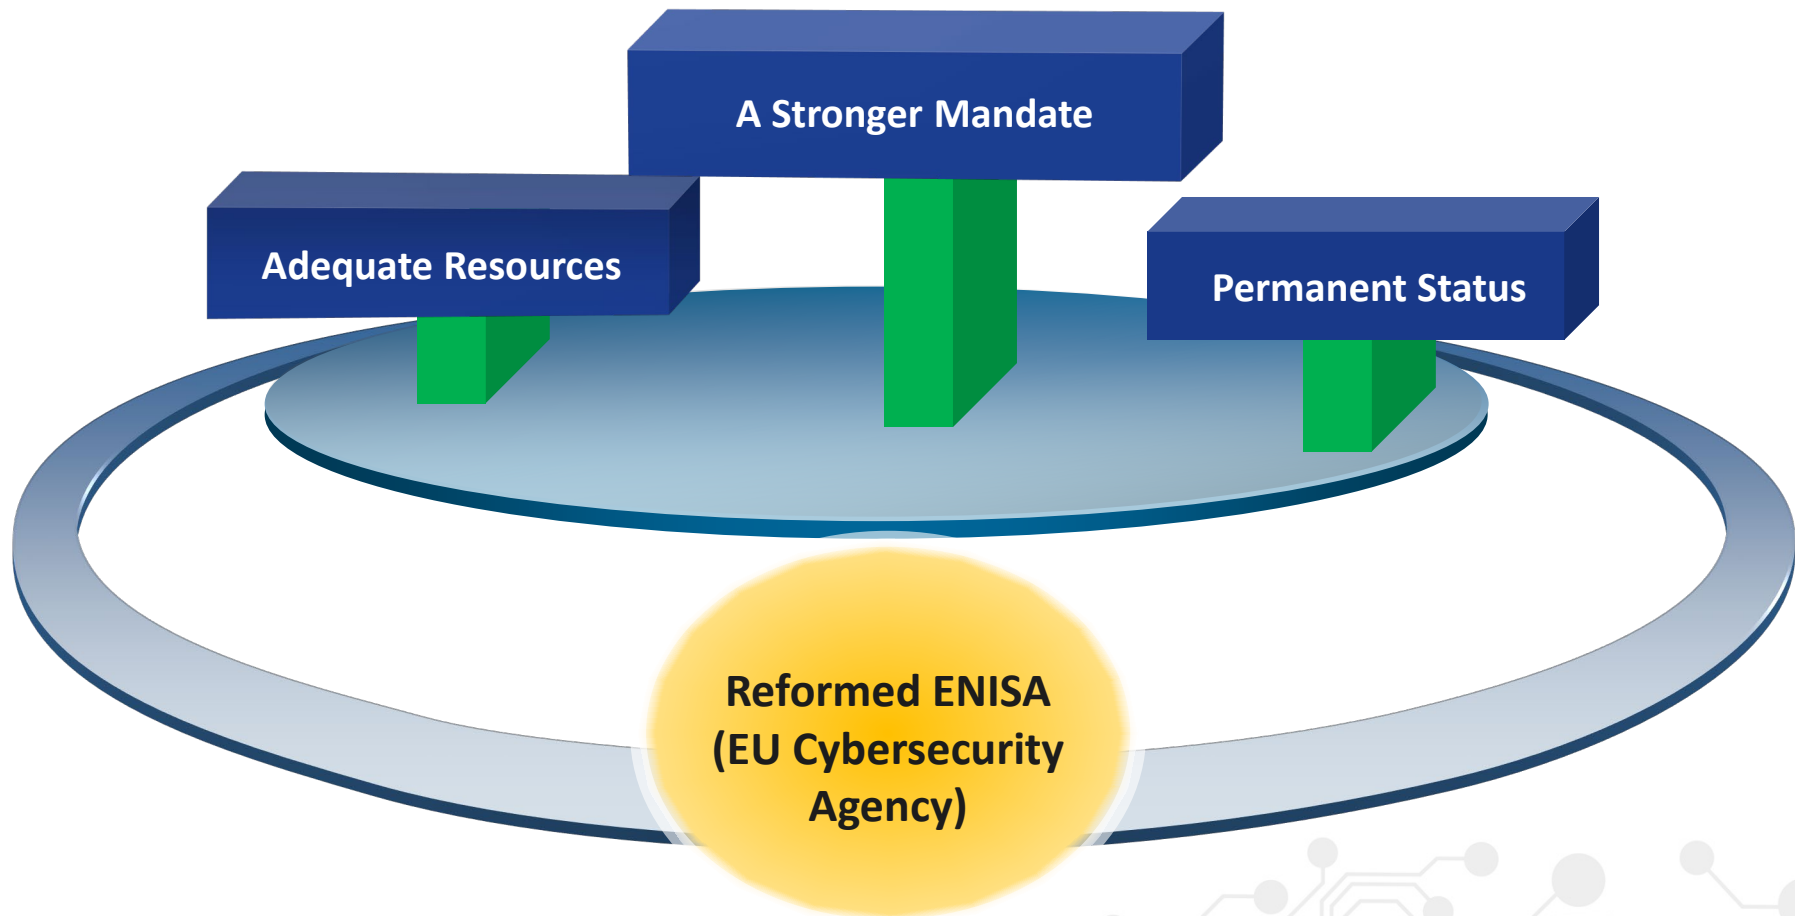 A Stronger Mandate
Adequate Resources
Permanent Status
Reformed ENISA
(EU Cybersecurity
Agency)